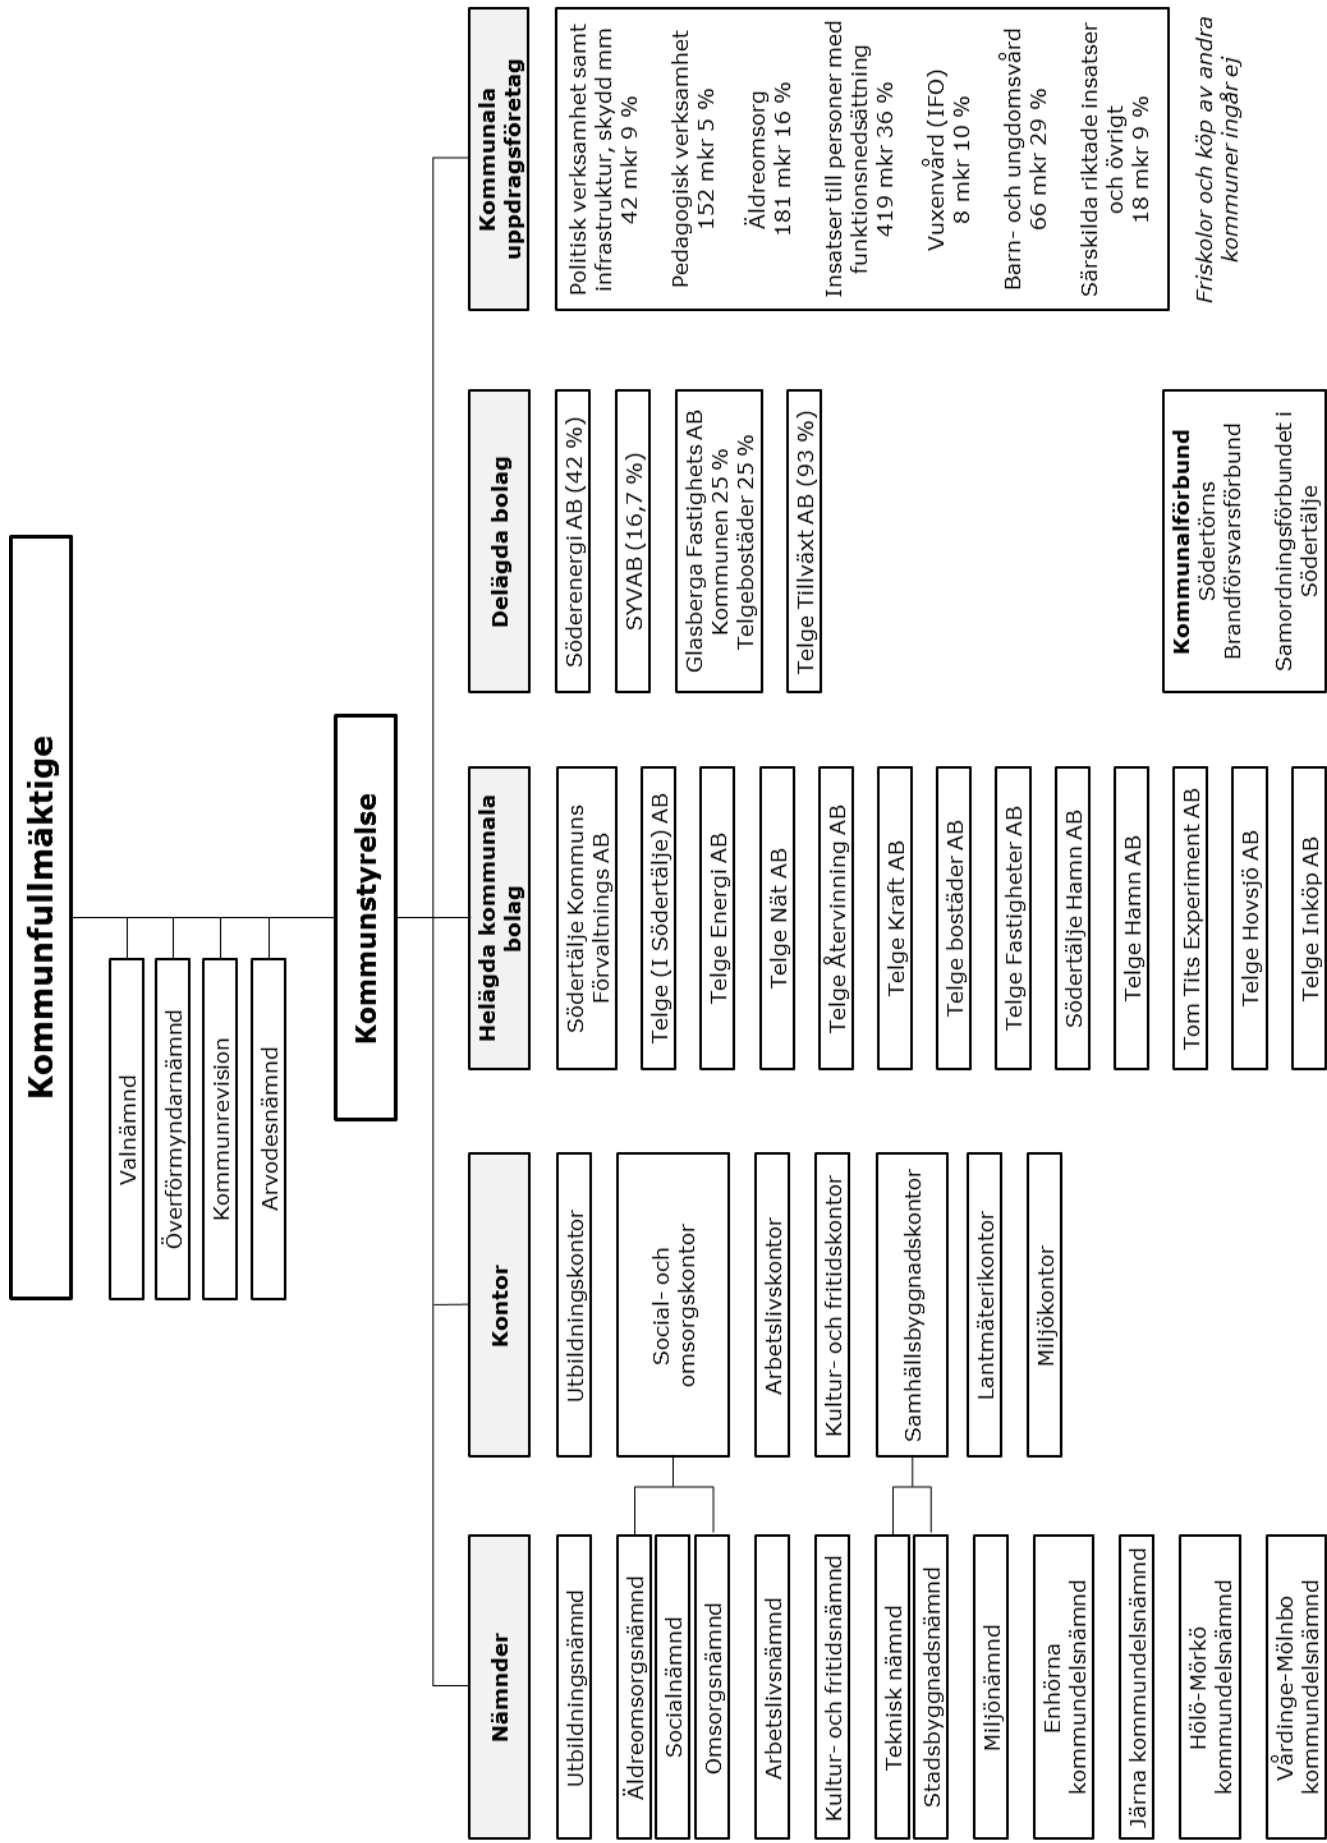 Kommunfullmäktige
Valnämnd
Överförmyndarnämnd
Kommunrevision
Arvodesnämnd
Kommunstyrelse
Nämnder
Utbildningsnämnd
Äldreomsorgsnämnd
Socialnämnd
Omsorgsnämnd
Arbetslivsnämnd
Kultur- och fritidsnämnd
Teknisk nämnd
Stadsbyggnadsnämnd
Miljönämnd
Enhörna
kommundelsnämnd
Järna kommundelsnämnd
Hölö-Mörkö
kommundelsnämnd
Vårdinge-Mölnbo
kommundelsnämnd
Kontor
Utbildningskontor
Social- och
omsorgskontor
Arbetslivskontor
Kultur- och fritidskontor
Samhällsbyggnadskontor
Lantmäterikontor
Miljökontor
Helägda kommunala
bolag
Södertälje Kommuns
Förvaltnings AB
Telge (I Södertälje) AB
Telge Energi AB
Telge Nät AB
Telge Återvinning AB
Telge Kraft AB
Telge bostäder AB
Telge Fastigheter AB
Södertälje Hamn AB
Telge Hamn AB
Tom Tits Experiment AB
Telge Hovsjö AB
Telge Inköp AB
Delägda bolag
Söderenergi AB (42 %)
SYVAB (16,7 %)
Glasberga Fastighets AB
Kommunen 25 %
Telgebostäder 25 %
Telge Tillväxt AB (93 %)
Kommunalförbund
Södertörns
Brandförsvarsförbund
Samordningsförbundet i
Södertälje
Kommunala
uppdragsföretag
Politisk verksamhet samt
infrastruktur, skydd mm
42 mkr 9 %
Pedagogisk verksamhet
152 mkr 5 %
Äldreomsorg
181 mkr 16 %
Insatser till personer med
funktionsnedsättning
419 mkr 36 %
Vuxenvård (IFO)
8 mkr 10 %
Barn- och ungdomsvård
66 mkr 29 %
Särskilda riktade insatser
och övrigt
18 mkr 9 %
Friskolor och köp av andra
kommuner ingår ej